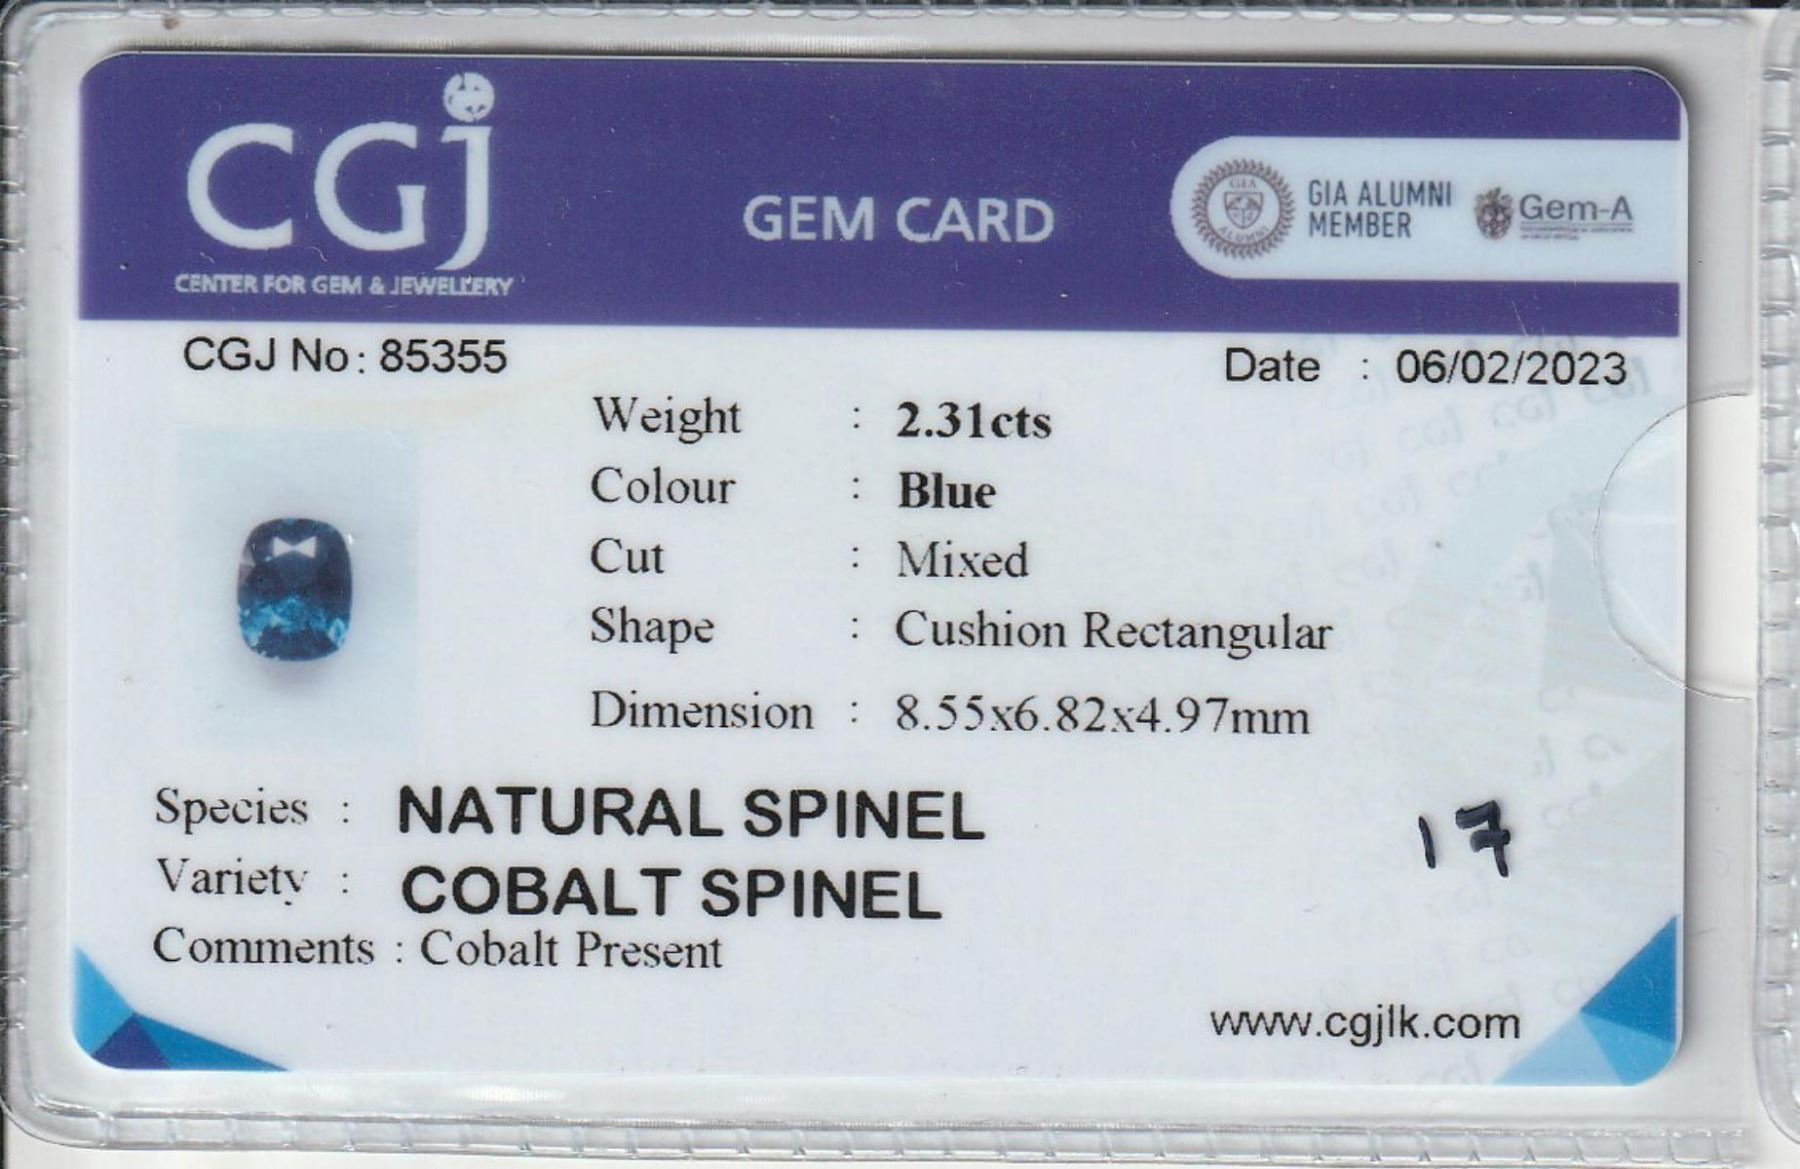 CGJ
CENTER FOR GEM & JEWELLERY
GEM CARD
GIA
ALUMNI
GIA ALUMNI
MEMBER
Gem-A
CGJ No : 85355
Date : 06/02/2023
Weight : 2.31cts
Colour : Blue
Cut : Mixed
Shape : Cushion Rectangular
Dimension : 8.55x6.82x4.97mm
Species : NATURAL SPINEL
Variety : COBALT SPINEL
Comments : Cobalt Present
17
www.cgjlk.com